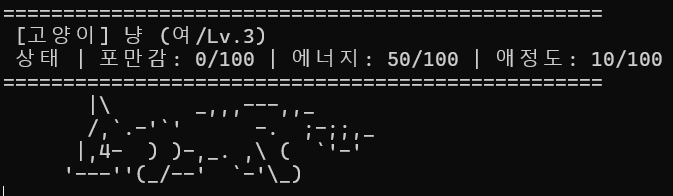 ==================================================
[고양이] 냥 (여/Lv.3)
상태 | 포만감: 0/100 | 에너지: 50/100 | 애정도: 10/100
==================================================
       |\      _,,,---,,_
       /,`.-'`'    -.  ;-;;,_
      |,4-  ) )-,_. ,\ (  `'-'
     '---''(_/--'  `-'\_)